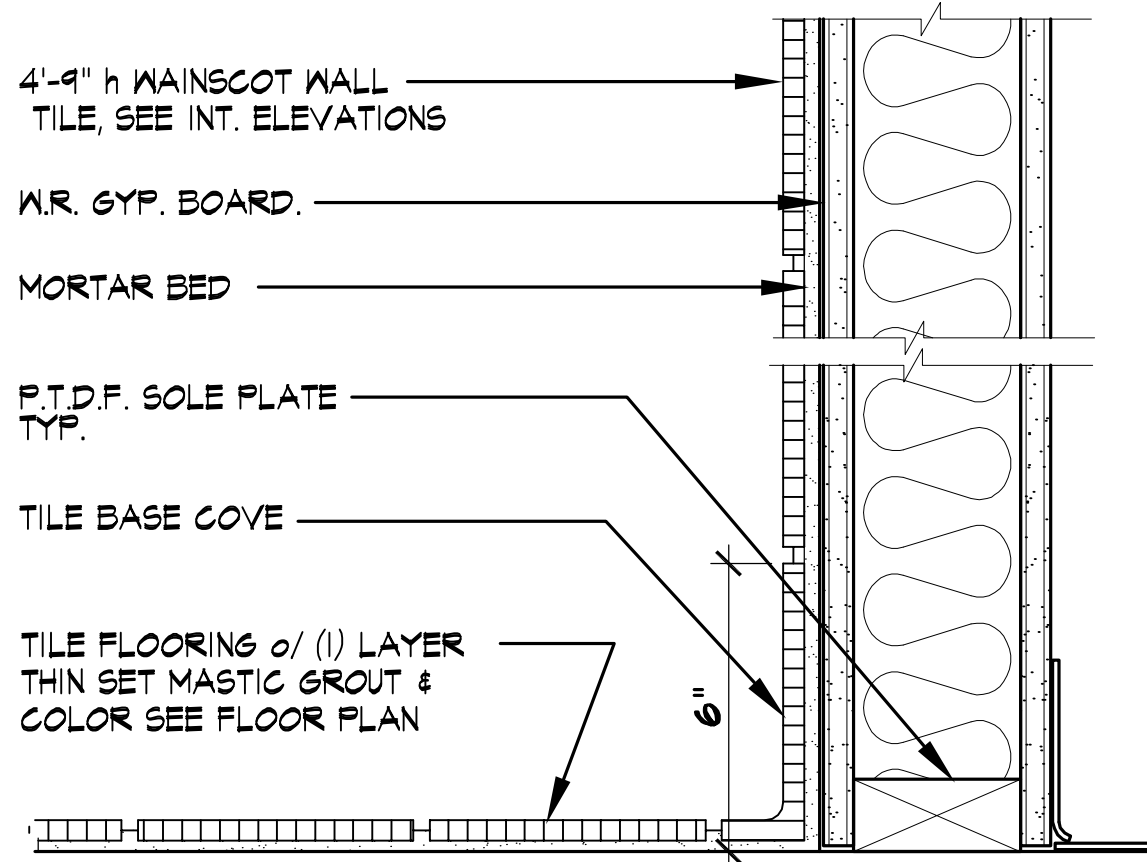 4'-9" h WAINSCOT WALL
TILE, SEE INT. ELEVATIONS
W.R. GYP. BOARD.
MORTAR BED
P.T.D.F. SOLE PLATE
TYP.
TILE BASE COVE
6"
TILE FLOORING o/ (1) LAYER
THIN SET MASTIC GROUT &
COLOR SEE FLOOR PLAN